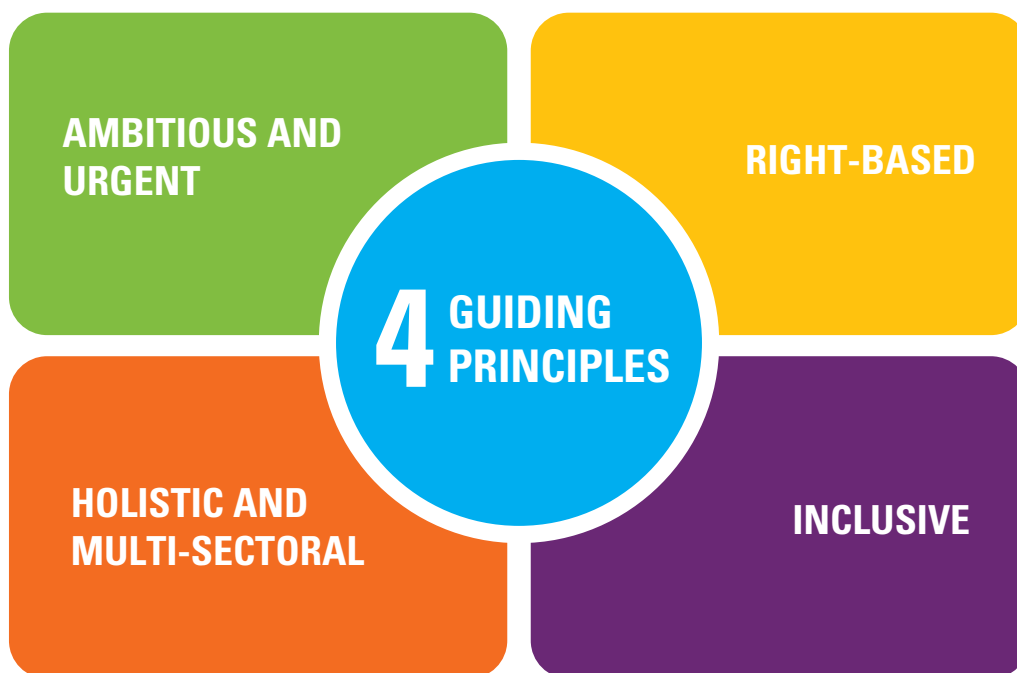 AMBITIOUS AND
URGENT
RIGHT-BASED
4 GUIDING
PRINCIPLES
HOLISTIC AND
MULTI-SECTORAL
INCLUSIVE